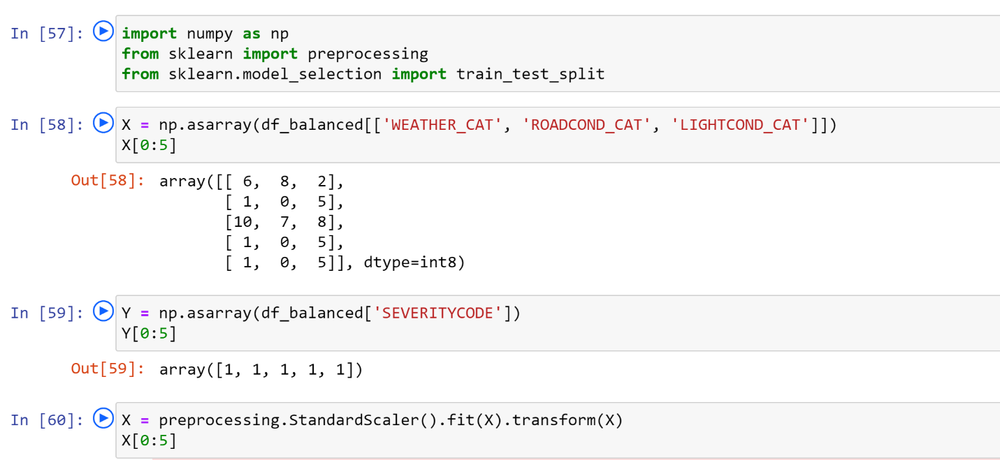 In [57]: import numpy as np
from sklearn import preprocessing
from sklearn.model_selection import train_test_split
In [58]: X = np.asarray(df_balanced[['WEATHER_CAT', 'ROADCOND_CAT', 'LIGHTCOND_CAT']])
X[0:5]
Out[58]: array([[ 6,  8,  2],
[ 1,  0,  5],
[10,  7,  8],
[ 1,  0,  5],
[ 1,  0,  5]], dtype=int8)
In [59]: Y = np.asarray(df_balanced['SEVERITYCODE'])
Y[0:5]
Out[59]: array([1, 1, 1, 1, 1])
In [60]: X = preprocessing.StandardScaler().fit(X).transform(X)
X[0:5]